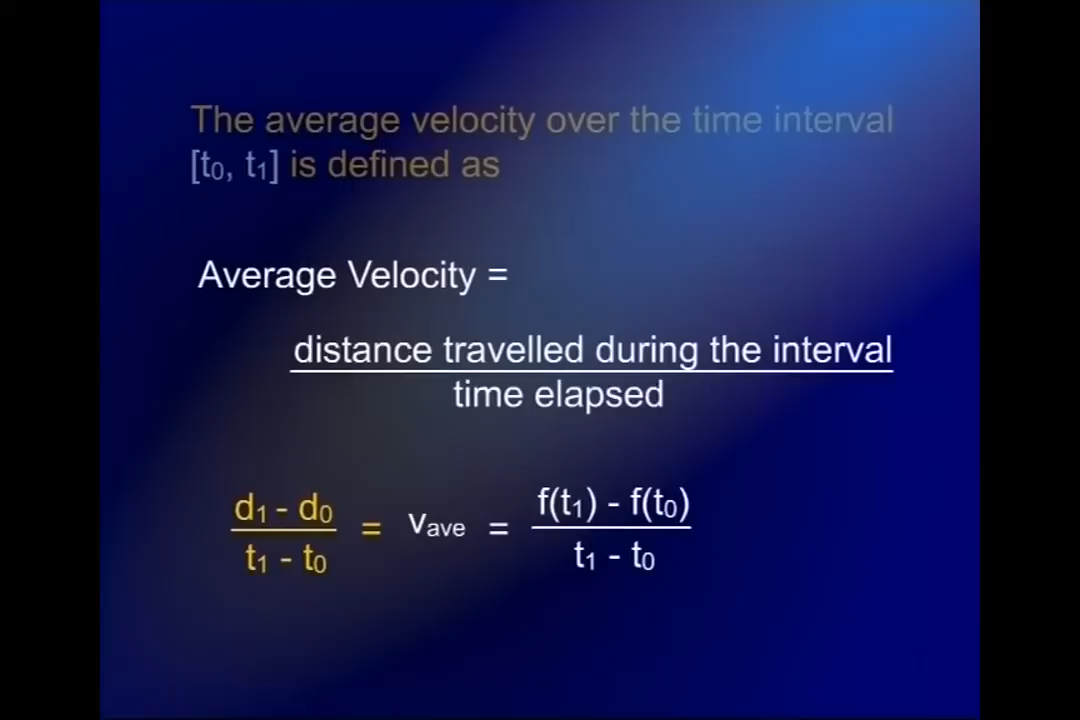 The average velocity over the time interval
[t₀, t₁] is defined as
Average Velocity =
distance travelled during the interval
time elapsed
d₁ - d₀ / t₁ - t₀ = vₐᵥₑ = f(t₁) - f(t₀) / t₁ - t₀